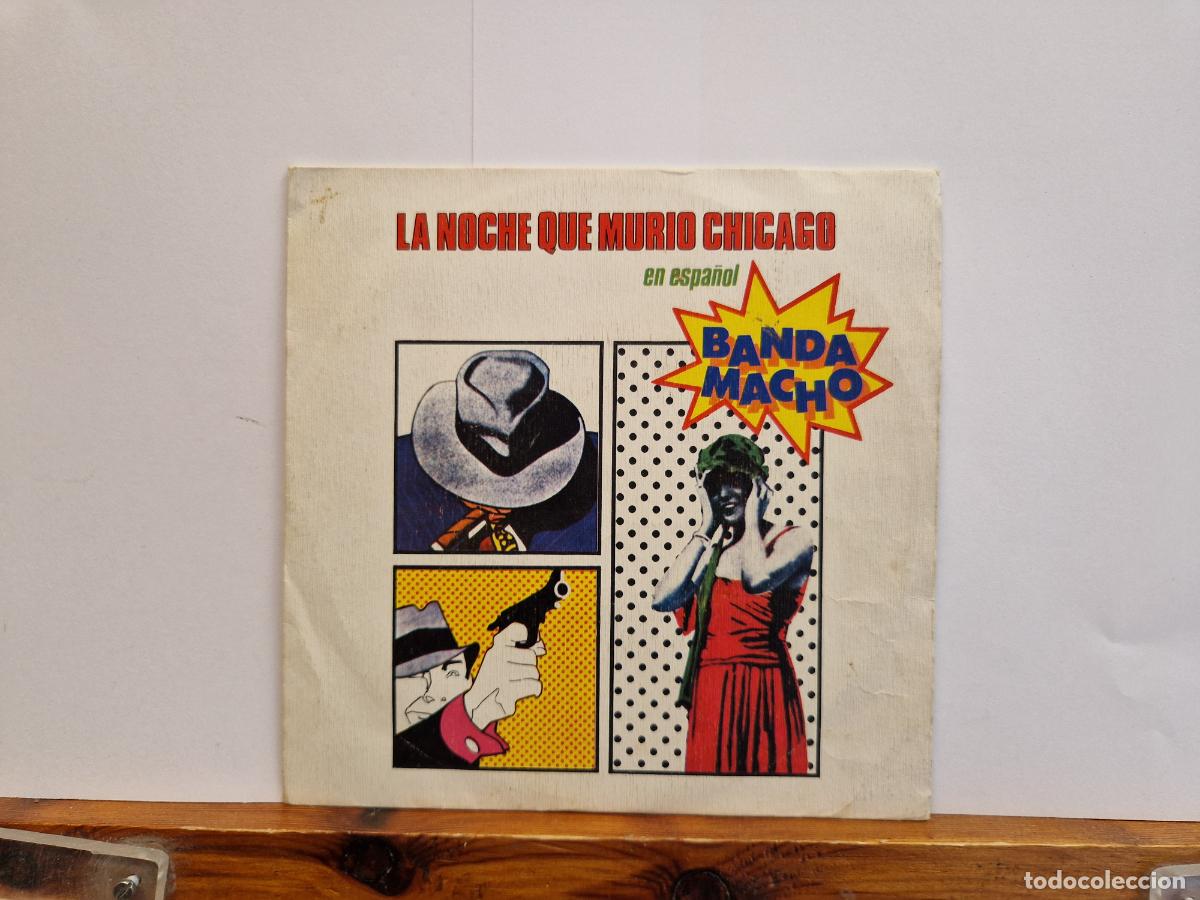 LA NOCHE QUE MURIO CHICAGO
en español
BANDA
MACHO
todocoleccion